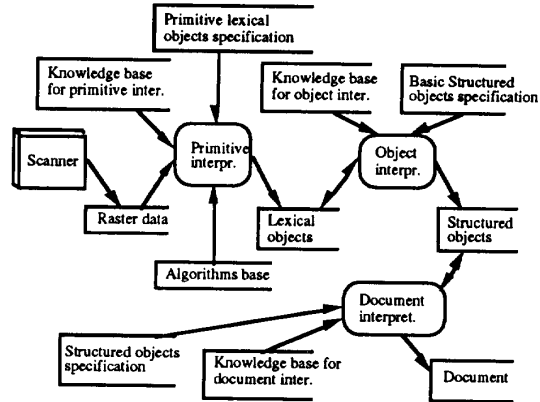 Primitive lexical
objects specification
Knowledge base
for primitive inter.
Knowledge base
for object inter.
Basic Structured
objects specification
Scanner
Primitive
interpr.
Object
interpr.
Raster data
Lexical
objects
Structured
objects
Algorithms base
Document
interpret.
Structured objects
specification
Knowledge base for
document inter.
Document